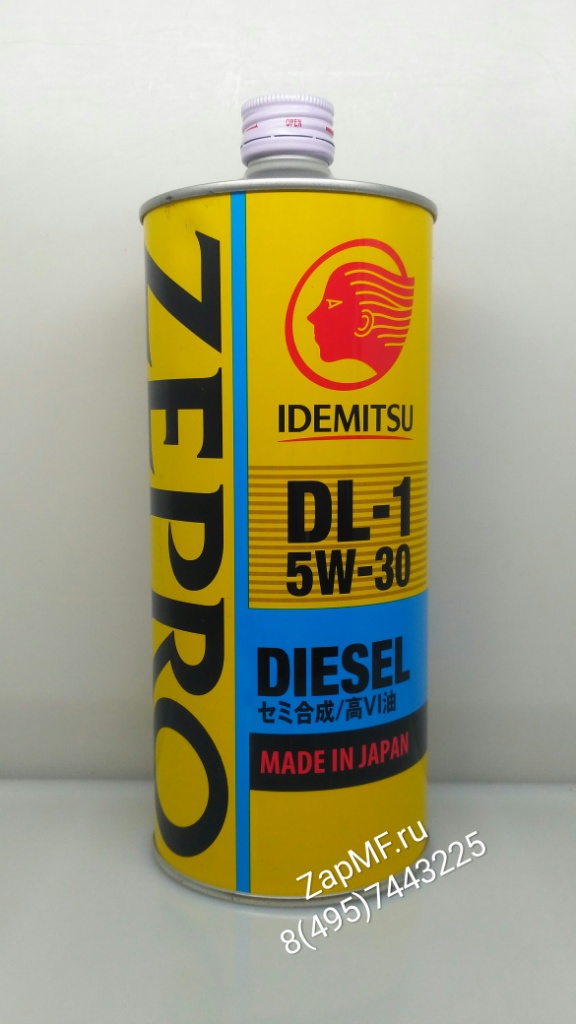 OPEN
ZEPRO
IDEMITSU
DL-1
5W-30
DIESEL
セミ合成/高VI油
MADE IN JAPAN
ZapMF.ru
8(495)7443225